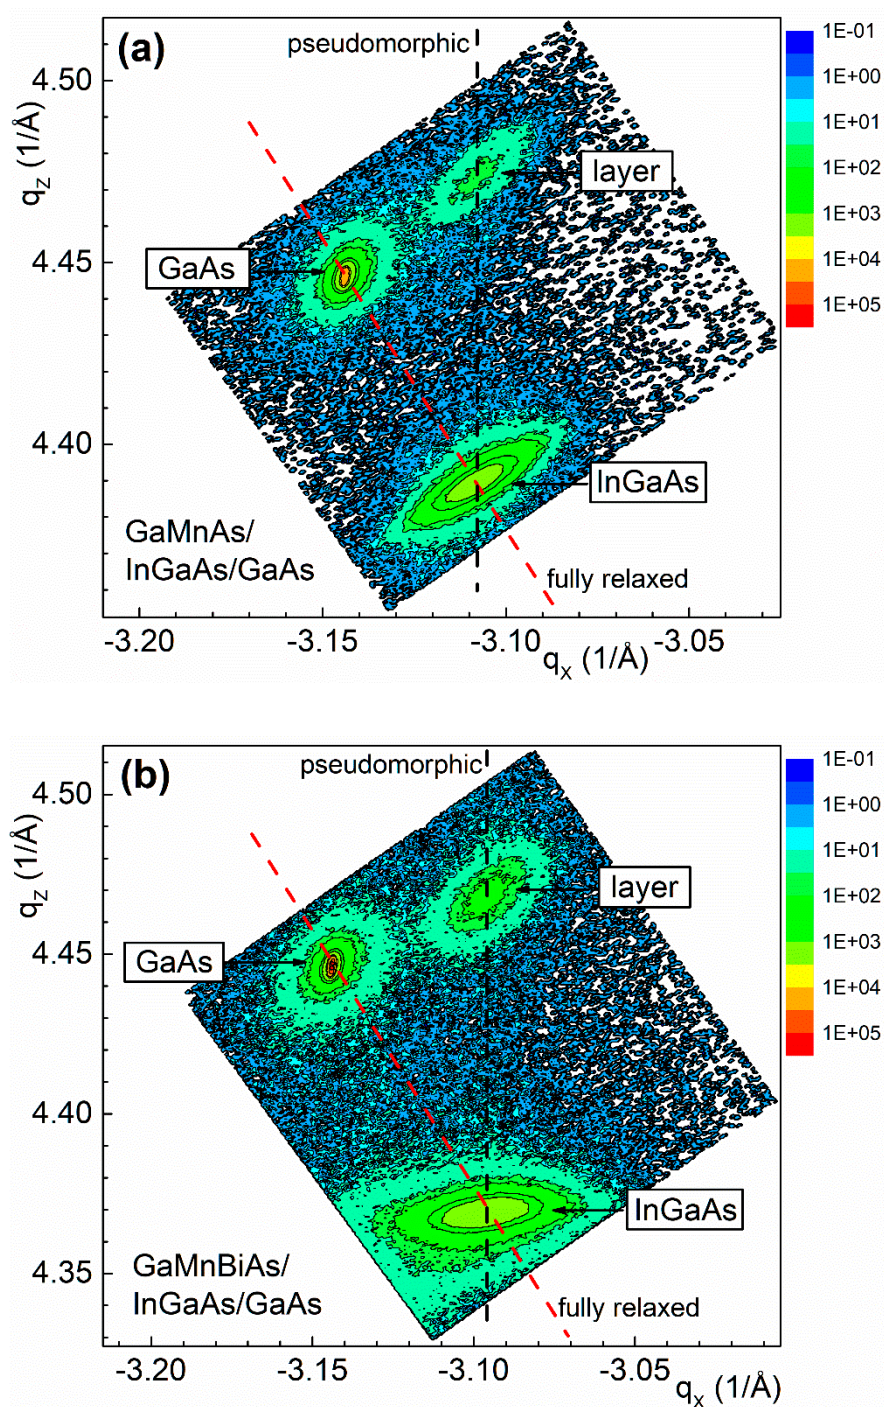 (a)
pseudomorphic
1E-01
1E+00
1E+01
1E+02
1E+03
1E+04
1E+05
4.50
4.45
4.40
qZ (1/Å)
layer
GaAs
InGaAs
GaMnAs/
InGaAs/GaAs
fully relaxed
-3.20
-3.15
-3.10
-3.05
qx (1/Å)
(b)
pseudomorphic
1E-01
1E+00
1E+01
1E+02
1E+03
1E+04
1E+05
4.50
4.45
4.40
4.35
qZ (1/Å)
layer
GaAs
InGaAs
GaMnBiAs/
InGaAs/GaAs
fully relaxed
-3.20
-3.15
-3.10
-3.05
qx (1/Å)